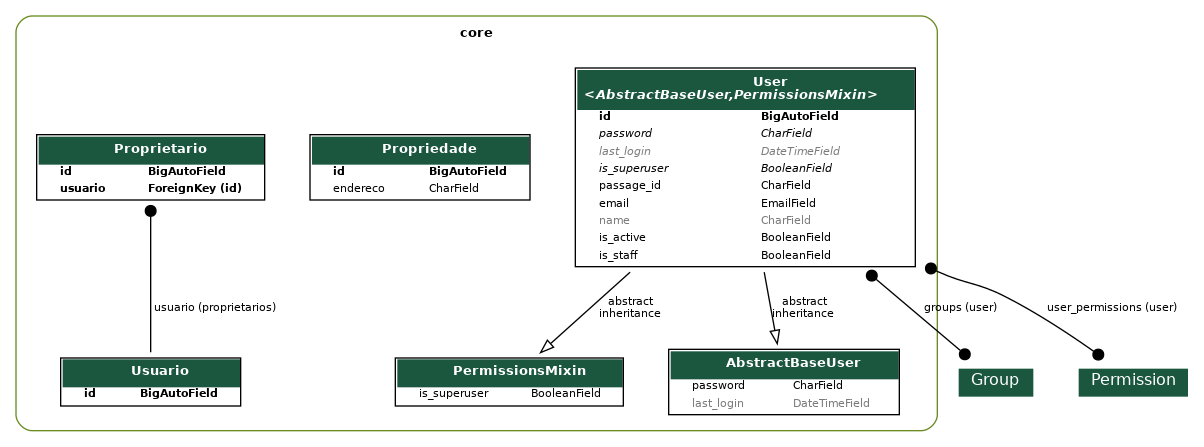 core
User
<AbstractBaseUser,PermissionsMixin>
id BigAutoField
password CharField
last_login DateTimeField
is_superuser BooleanField
passage_id CharField
email EmailField
name CharField
is_active BooleanField
is_staff BooleanField
Proprietario
id BigAutoField
usuario ForeignKey (id)
Propriedade
id BigAutoField
endereco CharField
usuario (proprietarios)
abstract
inheritance
abstract
inheritance
groups (user)
user_permissions (user)
Usuario
id BigAutoField
PermissionsMixin
is_superuser BooleanField
AbstractBaseUser
password CharField
last_login DateTimeField
Group
Permission